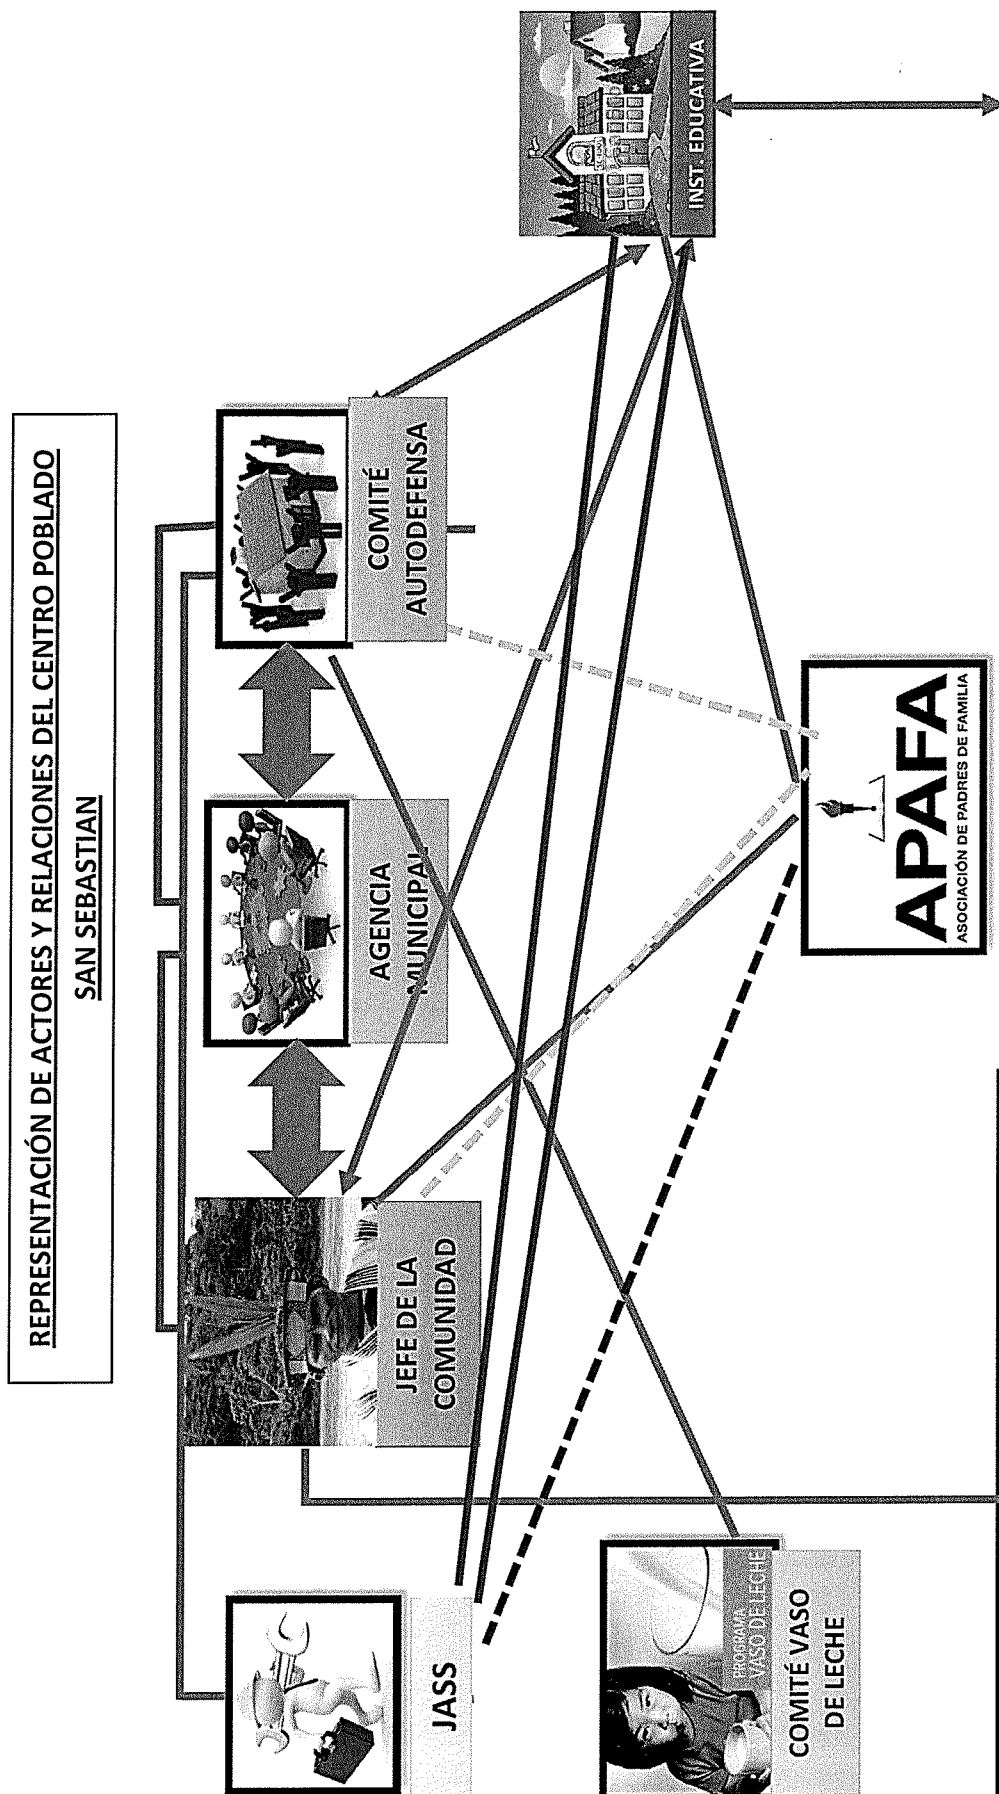 REPRESENTACIÓN DE ACTORES Y RELACIONES DEL CENTRO POBLADO
SAN SEBASTIAN
JASS
JEFE DE LA
COMUNIDAD
AGENCIA
MUNICIPAL
COMITÉ
AUTODEFENSA
INST. EDUCATIVA
PROGRAMA
VASO DE LECHE
COMITÉ VASO
DE LECHE
APAFA
ASOCIACIÓN DE PADRES DE FAMILIA